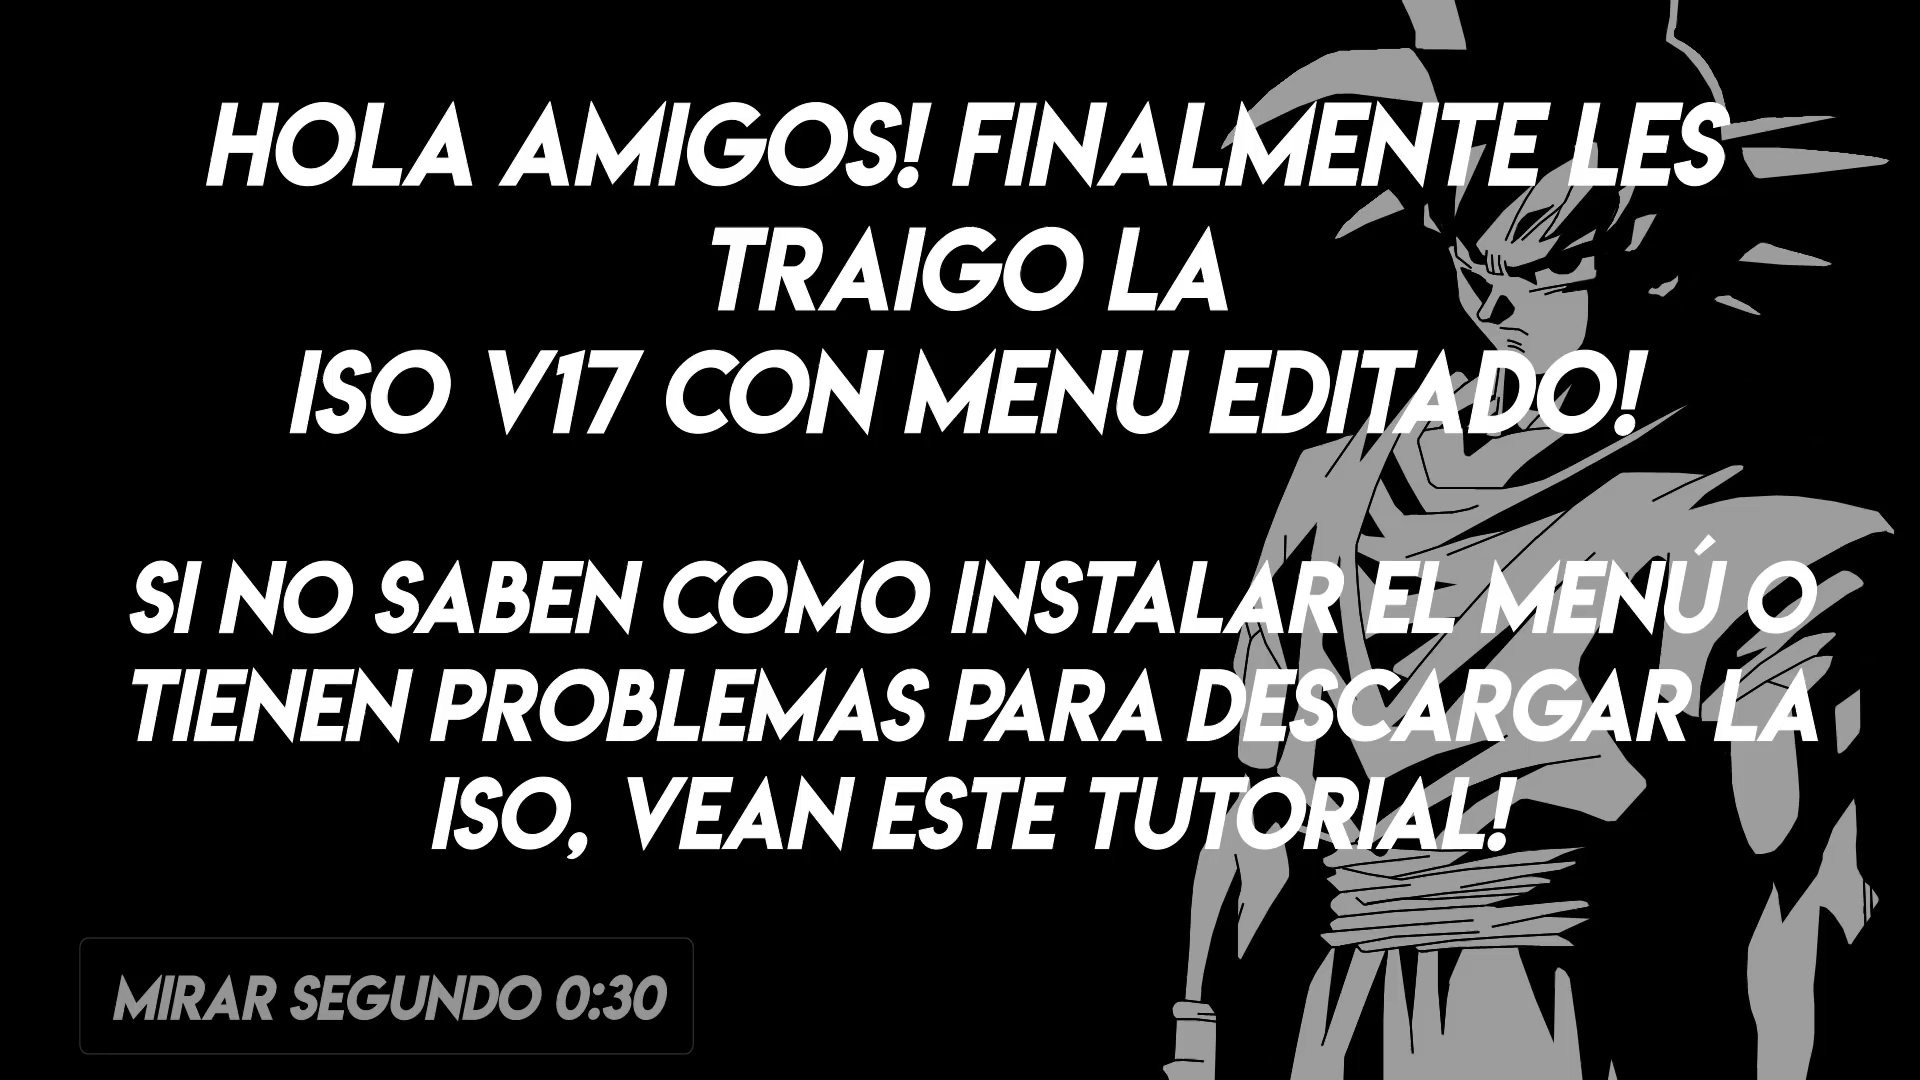 HOLA AMIGOS! FINALMENTE LES
TRAIGO LA
ISO V17 CON MENU EDITADO!
SI NO SABEN COMO INSTALAR EL MENÚ O
TIENEN PROBLEMAS PARA DESCARGAR LA
ISO, VEAN ESTE TUTORIAL!
MIRAR SEGUNDO 0:30